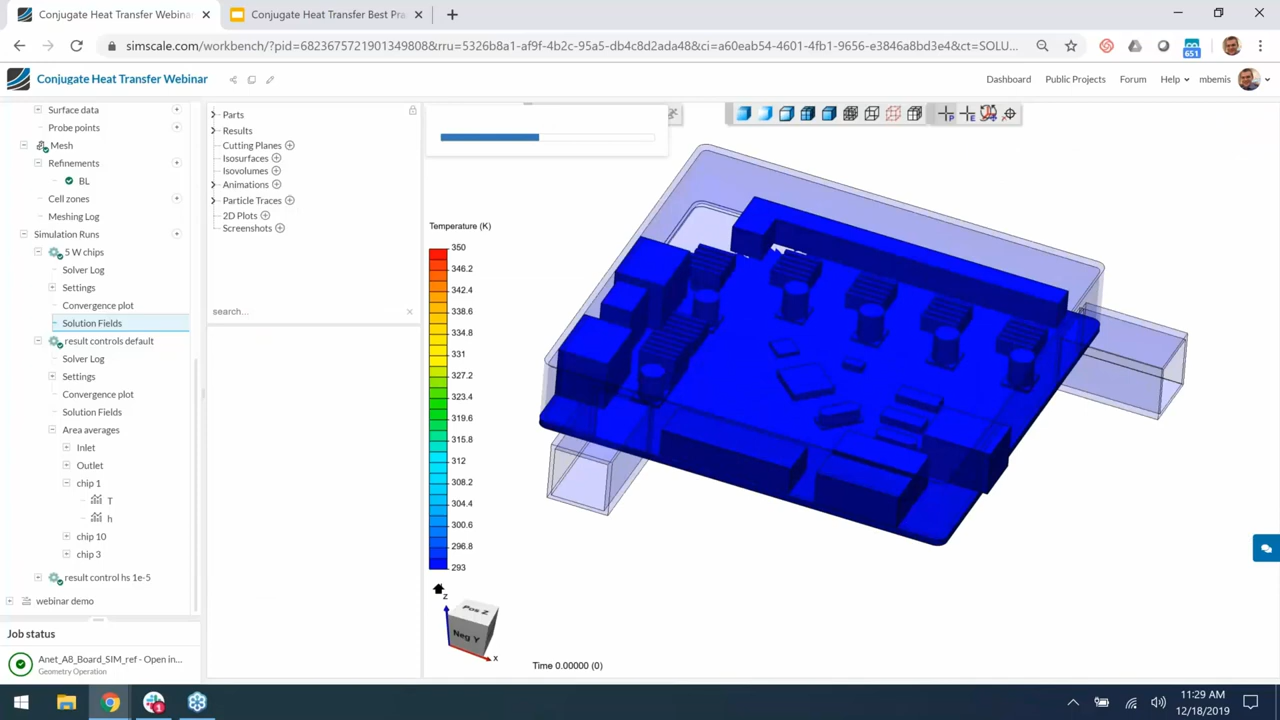 Conjugate Heat Transfer Webinar
Conjugate Heat Transfer Best Pra
simscale.com/workbench/?pid=6823675721901349808&rru=5326b8a1-af9f-4b2c-95a5-db4c8d2ada48&ci=a60eab54-4601-4fb1-9656-e3846a8bd3e4&ct=SOLU...
651
Conjugate Heat Transfer Webinar
Dashboard
Public Projects
Forum
Help
mbemis
Surface data
Probe points
Mesh
Refinements
BL
Cell zones
Meshing Log
Simulation Runs
5 W chips
Solver Log
Settings
Convergence plot
Solution Fields
result controls default
Solver Log
Settings
Convergence plot
Solution Fields
Area averages
Inlet
Outlet
chip 1
T
h
chip 10
chip 3
result control hs 1e-5
webinar demo
Job status
Anet_A8_Board_SIM_ref - Open in...
Geometry Operation
Parts
Results
Cutting Planes
Isosurfaces
Isovolumes
Animations
Particle Traces
2D Plots
Screenshots
search...
Temperature (K)
350
346.2
342.4
338.6
334.8
331
327.2
323.4
319.6
315.8
312
308.2
304.4
300.6
296.8
293
Z
Pos Z
Neg Y
X
Time 0.00000 (0)
11:29 AM
12/18/2019